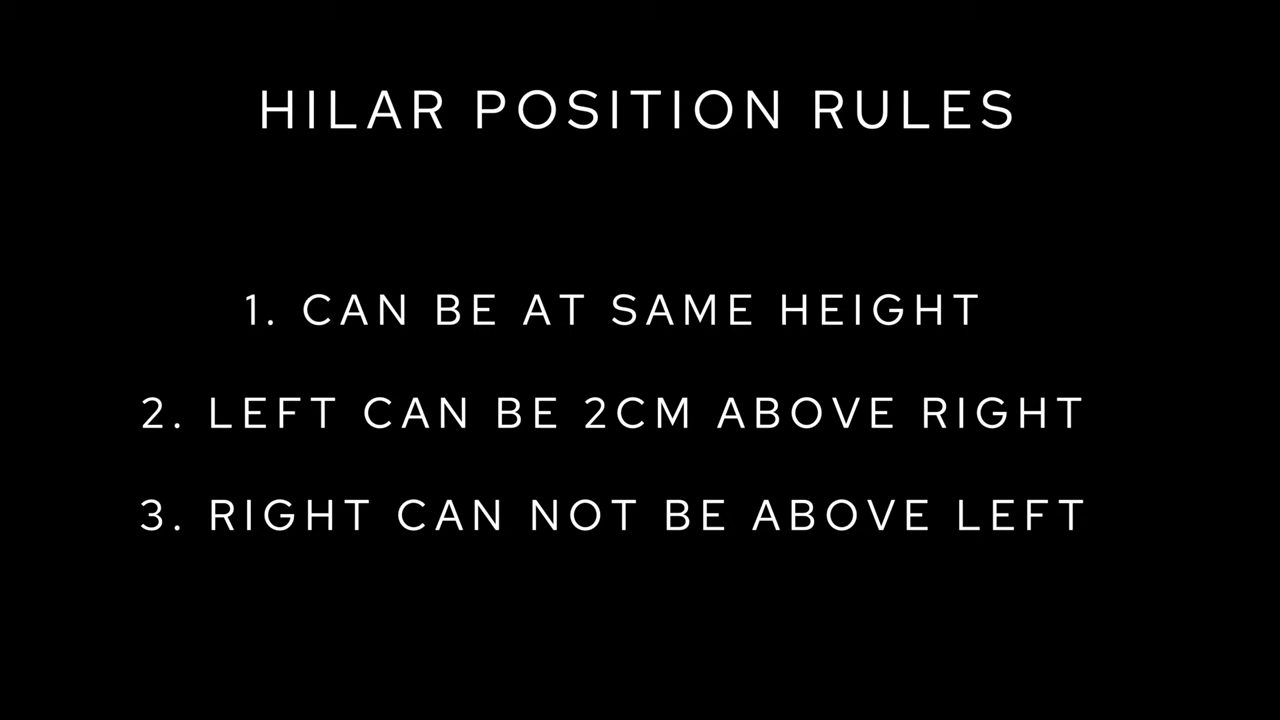 HILAR POSITION RULES
1. CAN BE AT SAME HEIGHT
2. LEFT CAN BE 2CM ABOVE RIGHT
3. RIGHT CAN NOT BE ABOVE LEFT